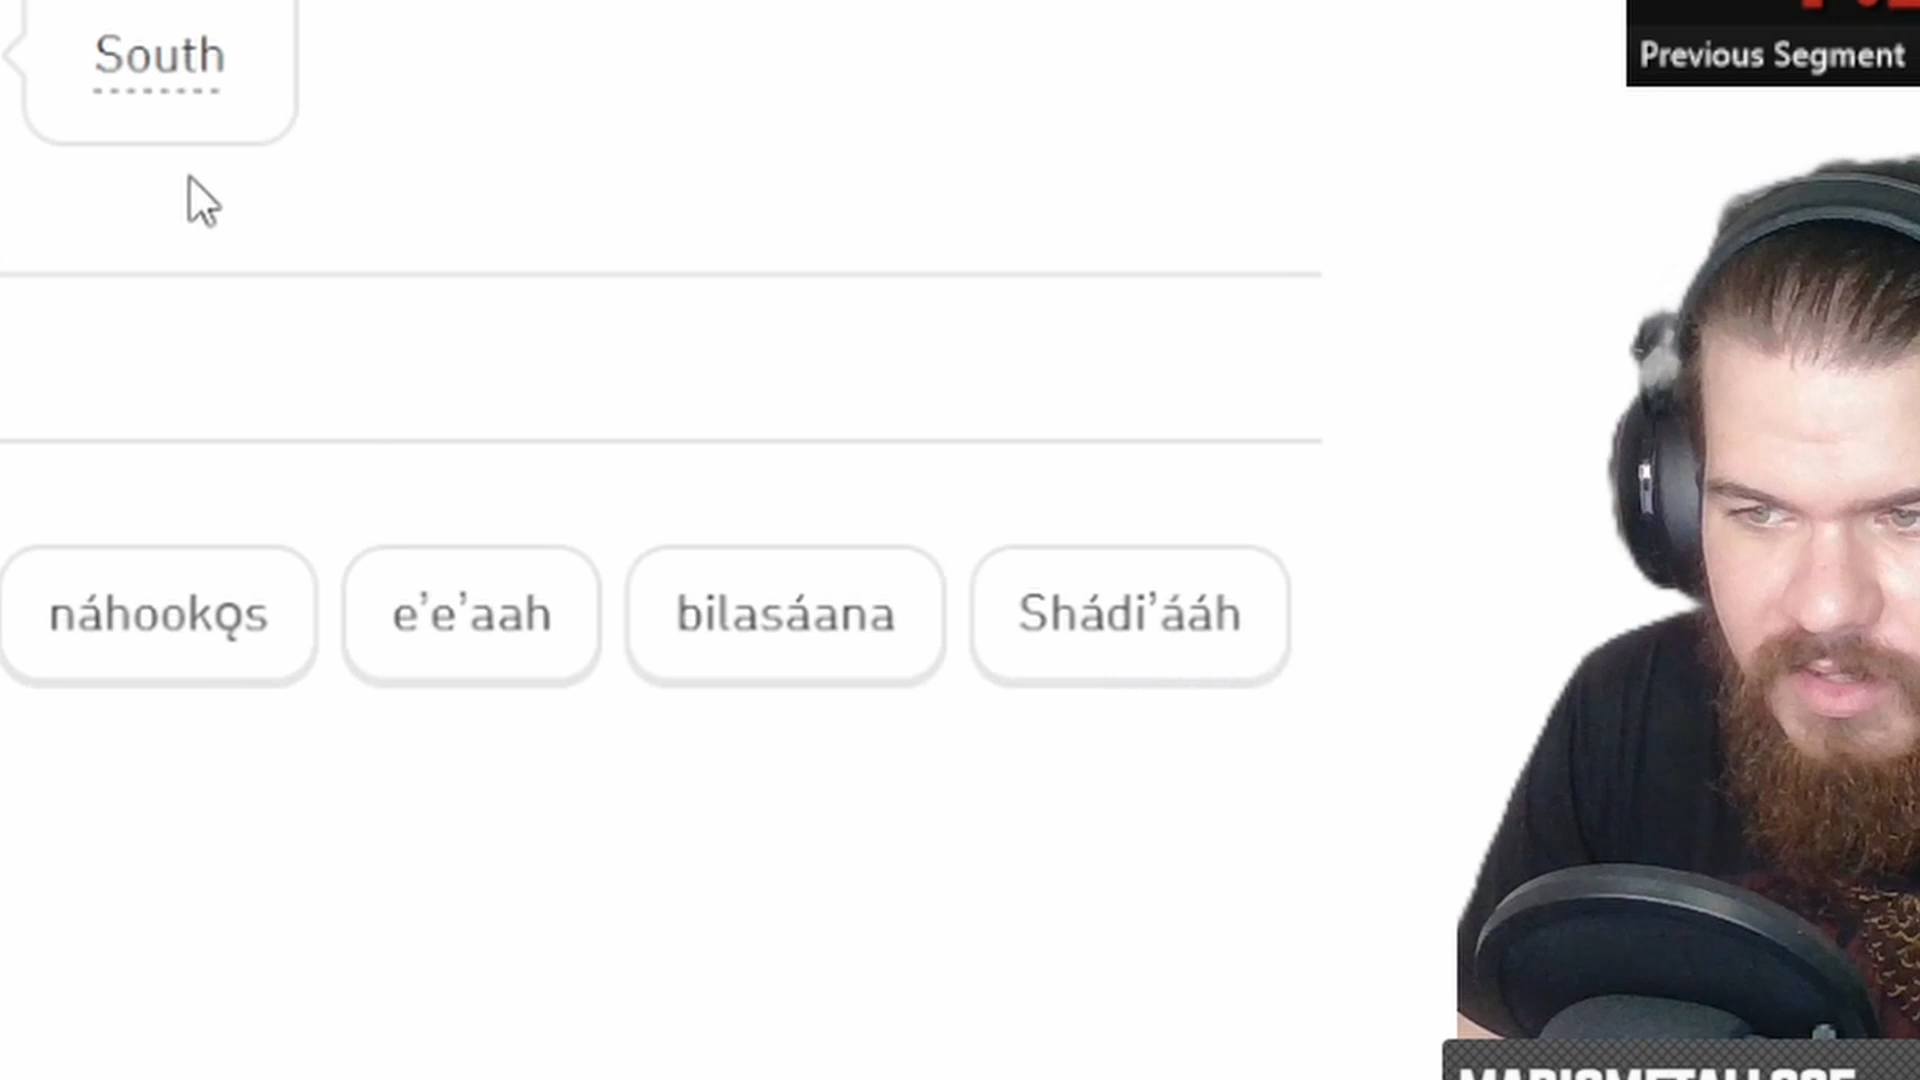 South
Previous Segment
náhookǫs
e’e’aah
bilasáana
Shádi’ááh